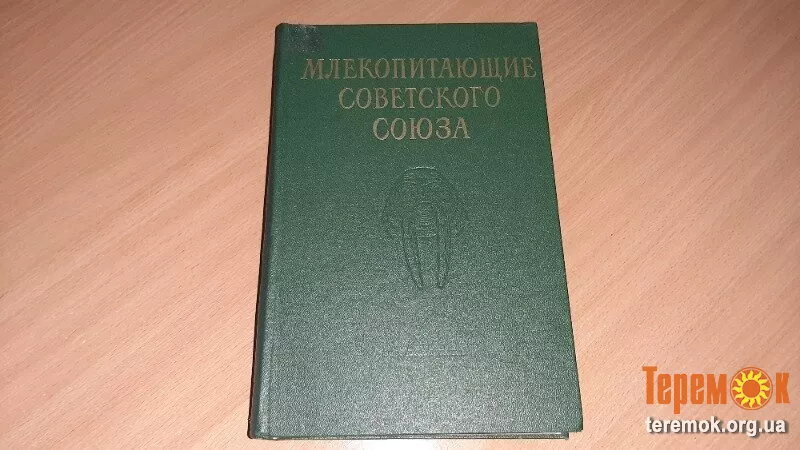 МЛЕКОПИТАЮЩИЕ
СОВЕТСКОГО
СОЮЗА
Теремок
teremok.org.ua